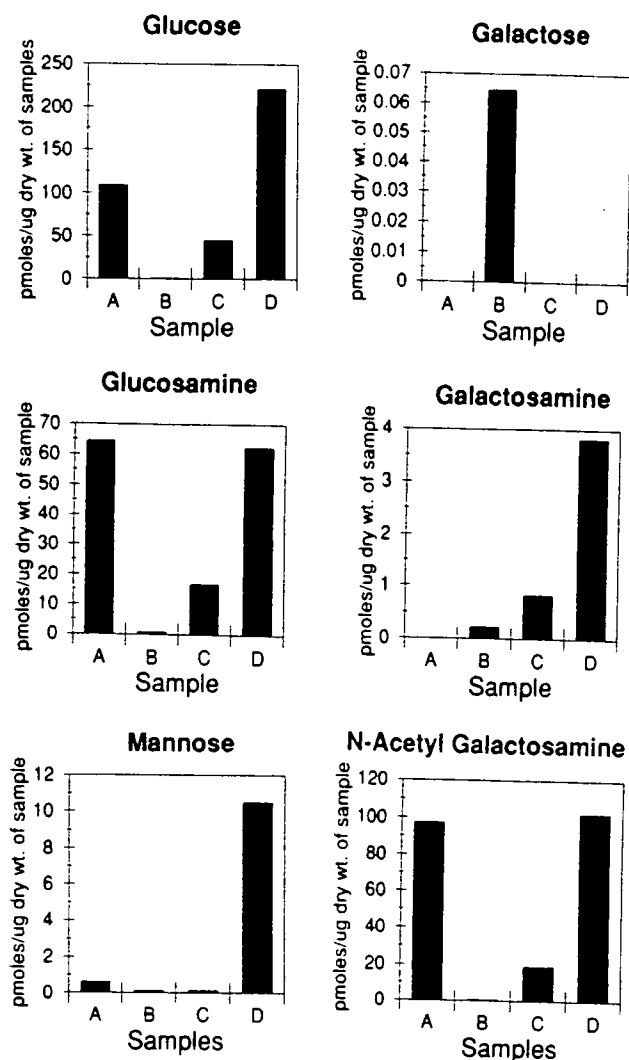 Glucose
pmoles/ug dry wt. of samples
250
200
150
100
50
0
A B C D
Sample
Galactose
pmoles/ug dry wt. of sample
0.07
0.06
0.05
0.04
0.03
0.02
0.01
0
A B C D
Sample
Glucosamine
pmoles/ug dry wt. of sample
70
60
50
40
30
20
10
0
A B C D
Sample
Galactosamine
pmoles/ug dry wt. of sample
4
3
2
1
0
A B C D
Sample
Mannose
pmoles/ug dry wt. of sample
12
10
8
6
4
2
0
A B C D
Samples
N-Acetyl Galactosamine
pmoles/ug dry wt. of sample
120
100
80
60
40
20
0
A B C D
Samples